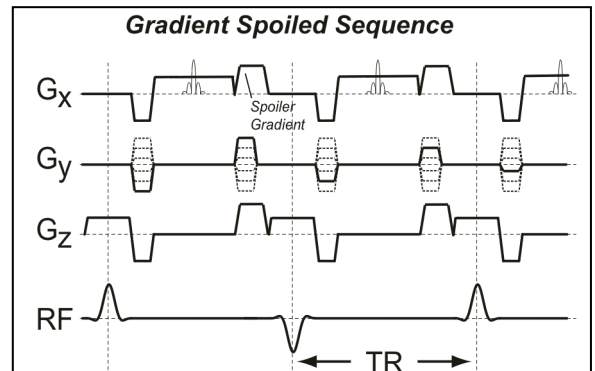 Gradient Spoiled Sequence
Gx
Spoiler
Gradient
Gy
Gz
RF
TR